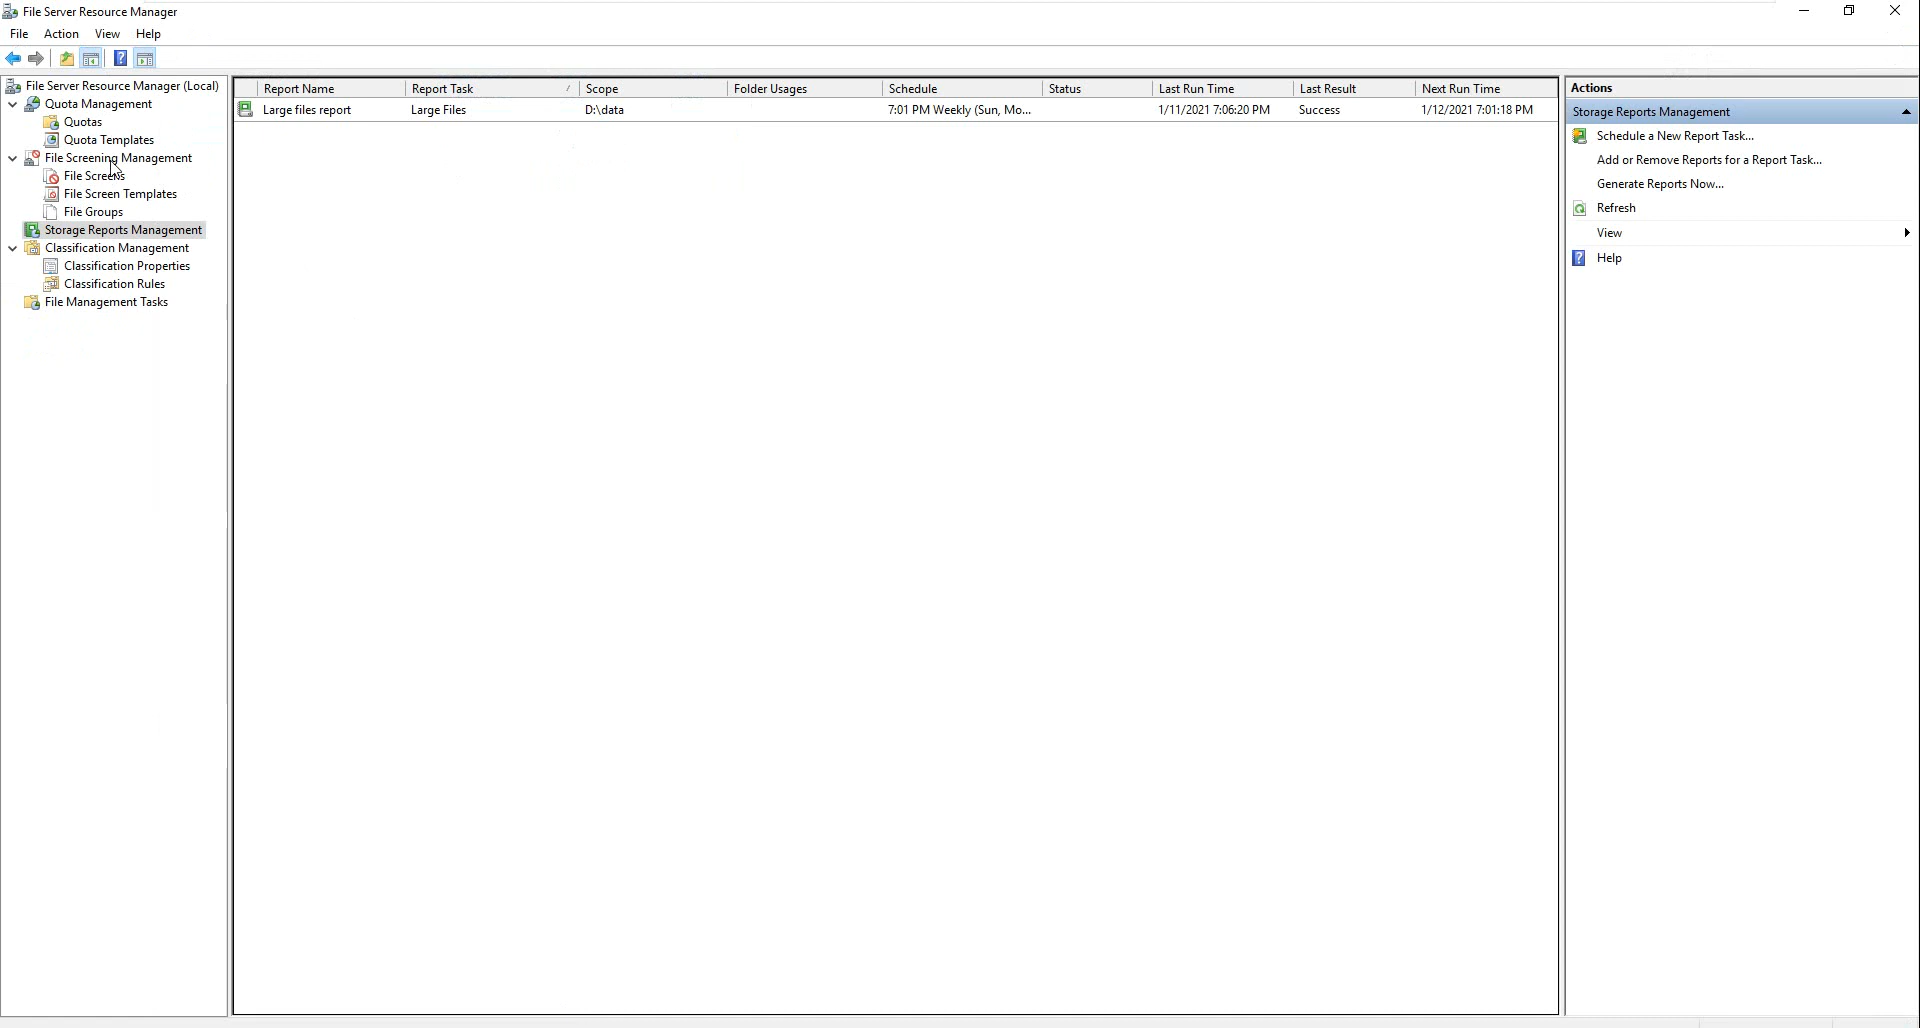 File Server Resource Manager
File Action View Help
File Server Resource Manager (Local)
Quota Management
Quotas
Quota Templates
File Screening Management
File Screens
File Screen Templates
File Groups
Storage Reports Management
Classification Management
Classification Properties
Classification Rules
File Management Tasks
Report Name Report Task Scope Folder Usages Schedule Status Last Run Time Last Result Next Run Time
Large files report Large Files D:\data 7:01 PM Weekly (Sun, Mo... 1/11/2021 7:06:20 PM Success 1/12/2021 7:01:18 PM
Actions
Storage Reports Management
Schedule a New Report Task...
Add or Remove Reports for a Report Task...
Generate Reports Now...
Refresh
View
Help